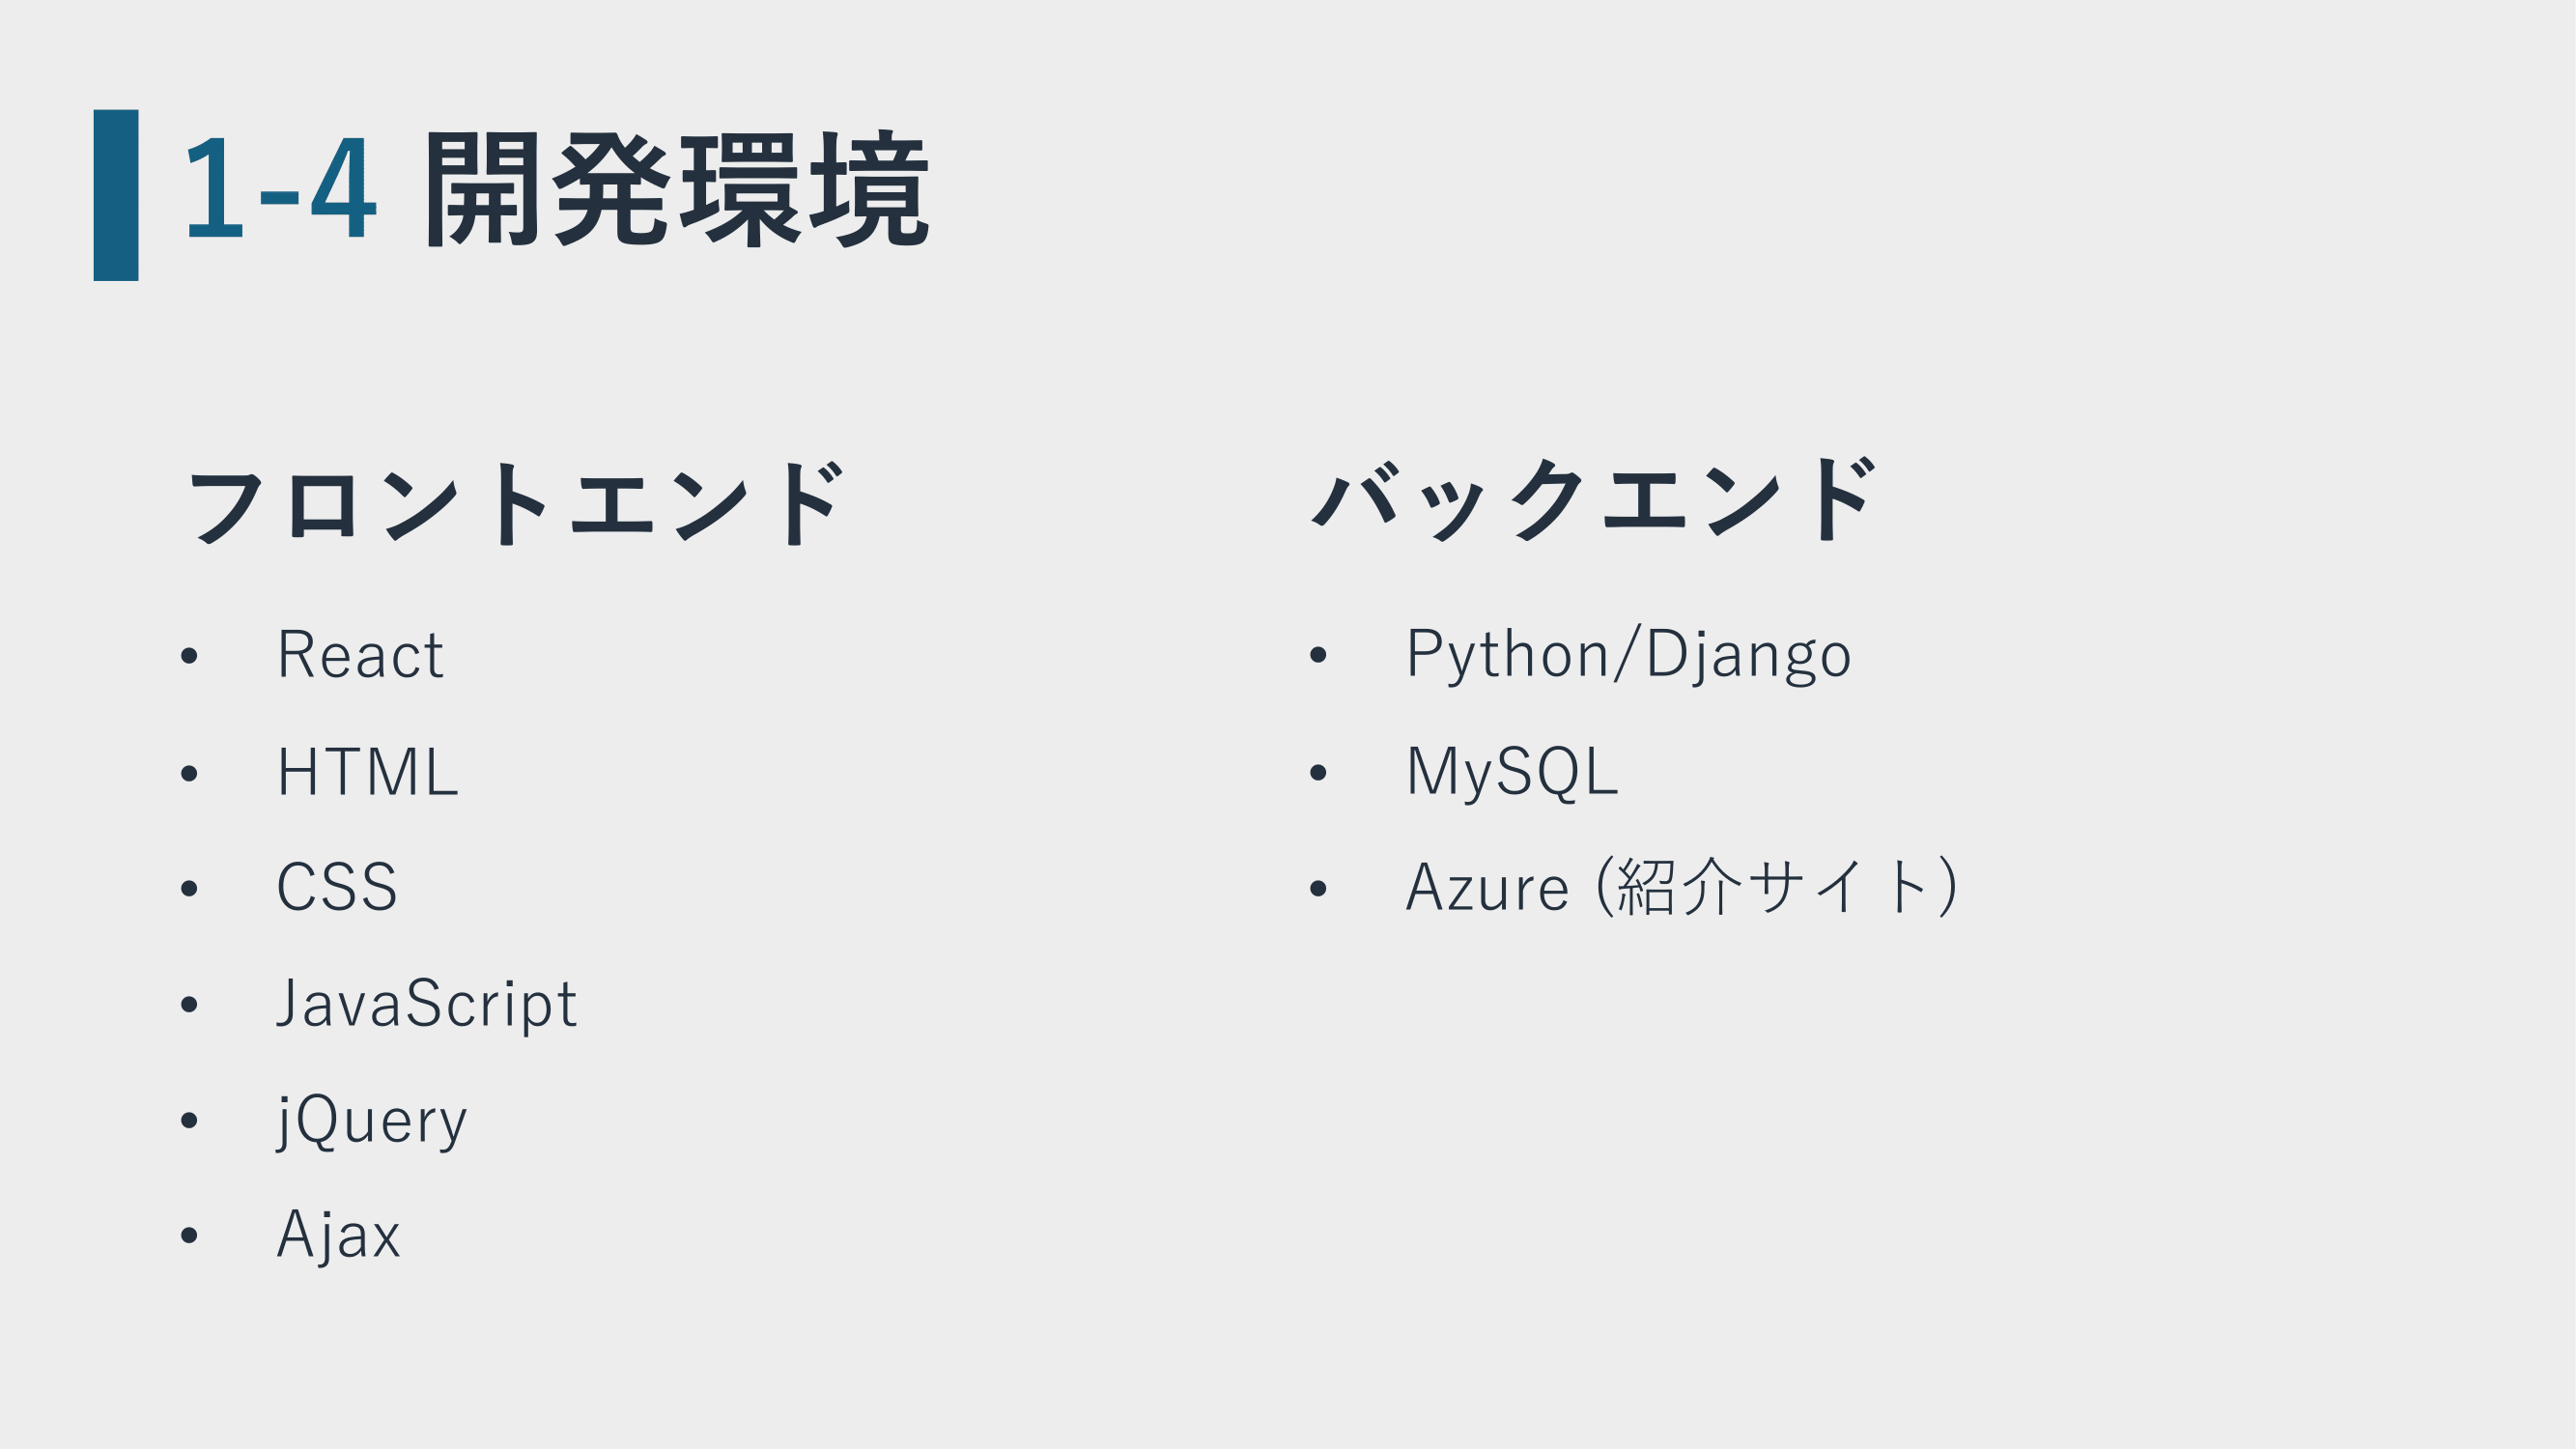 1-4 開発環境
フロントエンド
• React
• HTML
• CSS
• JavaScript
• jQuery
• Ajax
バックエンド
• Python/Django
• MySQL
• Azure (紹介サイト)